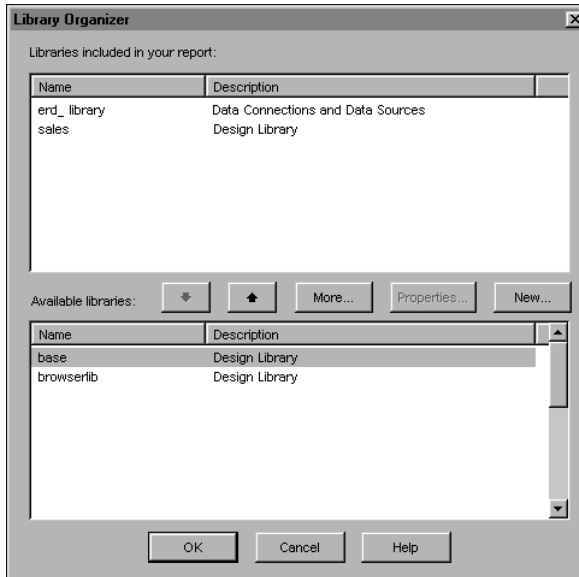 Library Organizer
Libraries included in your report:
Name Description
erd_ library Data Connections and Data Sources
sales Design Library
Available libraries: More... Properties... New...
Name Description
base Design Library
browserlib Design Library
OK Cancel Help